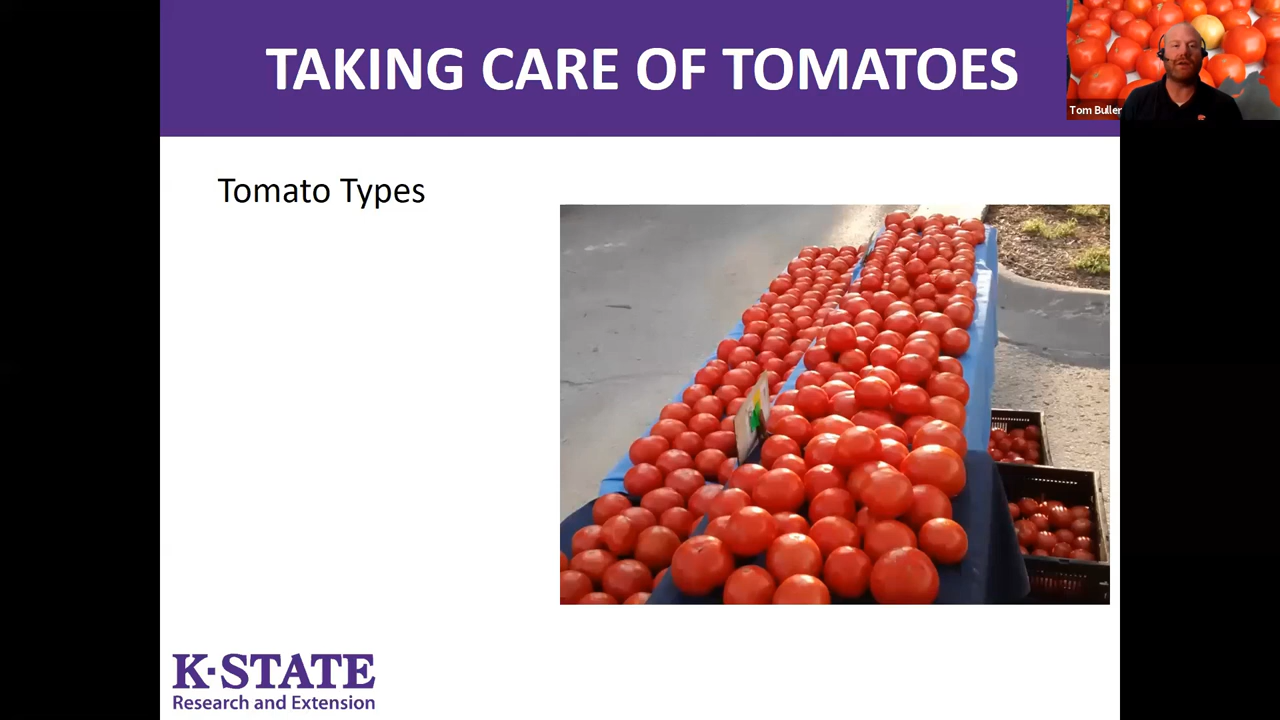 TAKING CARE OF TOMATOES
Tom Buller
Tomato Types
K-STATE
Research and Extension